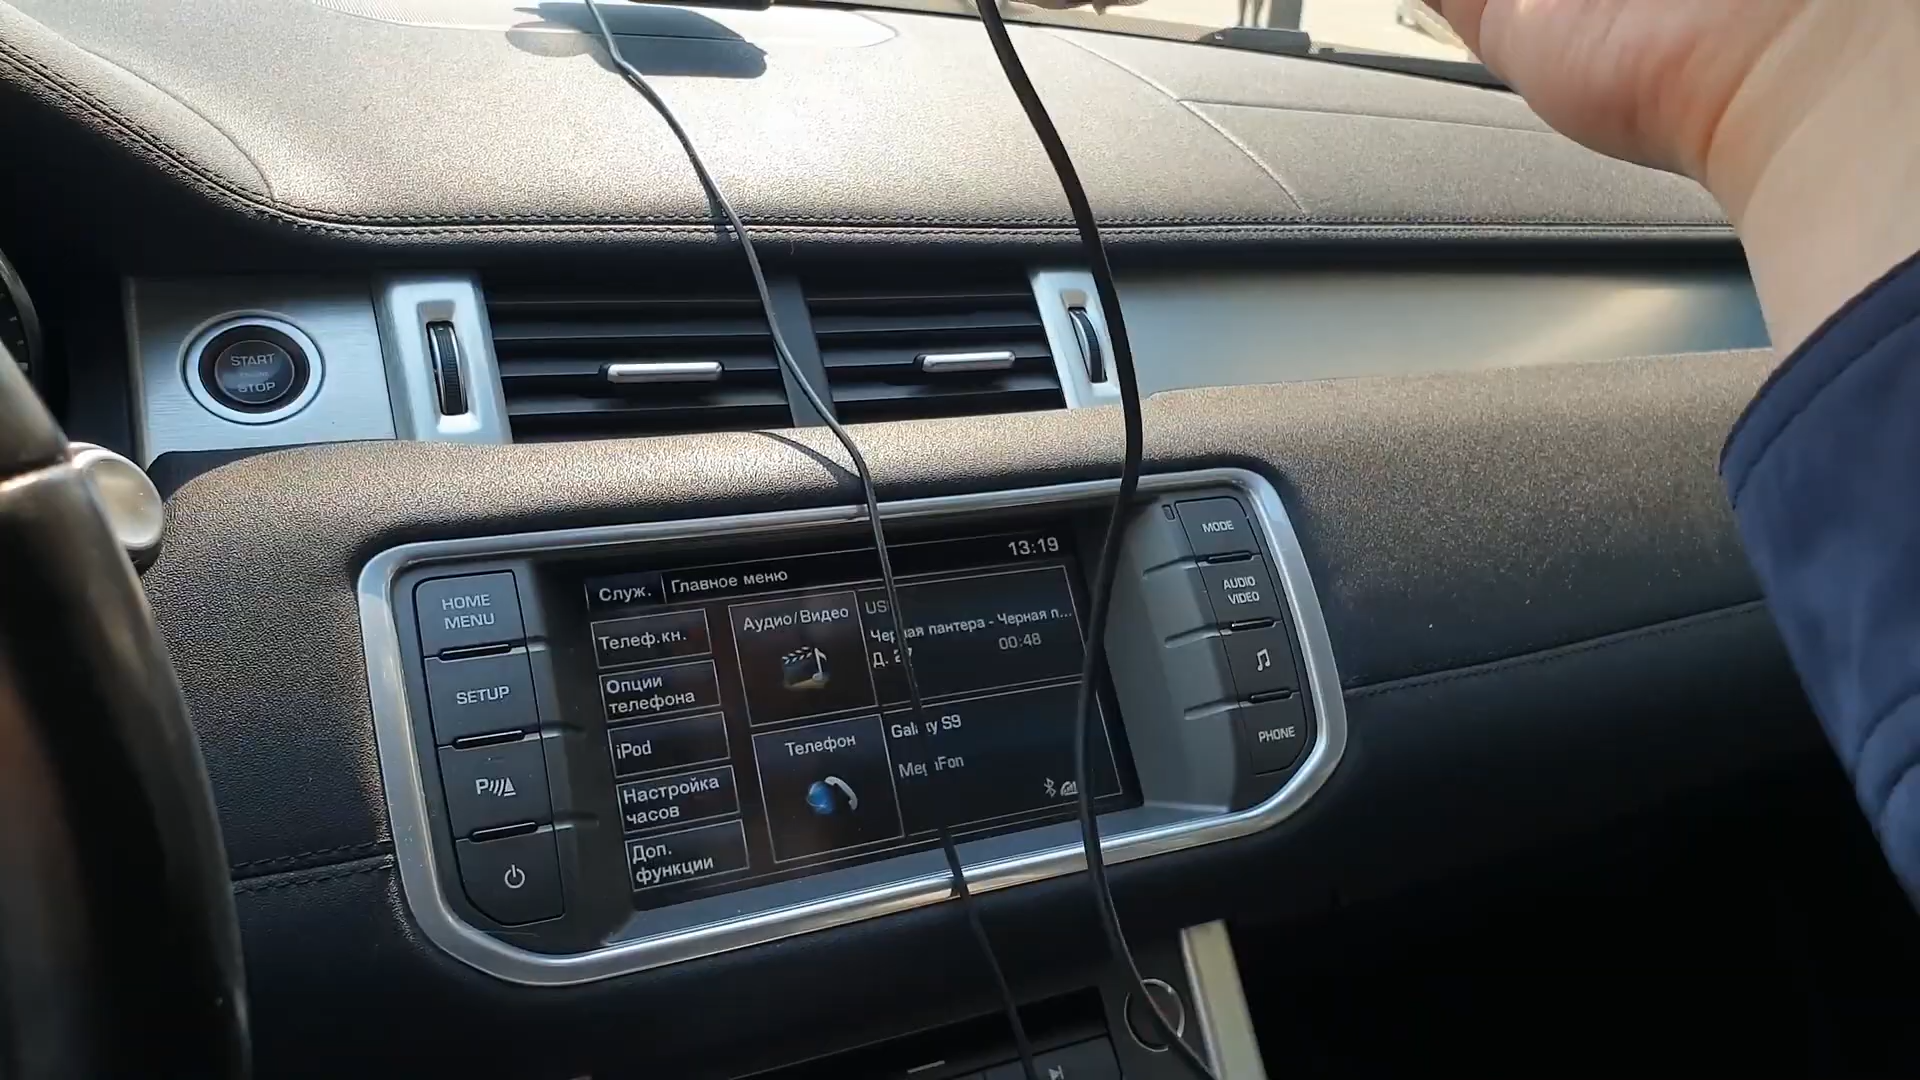 START
STOP
HOME
MENU
SETUP
P
Служ.
Главное меню
13:19
Телеф.кн.
Опции
телефона
iPod
Настройка
часов
Доп.
функции
Аудио/Видео
Черная пантера - Черная п...
Д.
00:48
Телефон
S9
MODE
AUDIO
VIDEO
PHONE